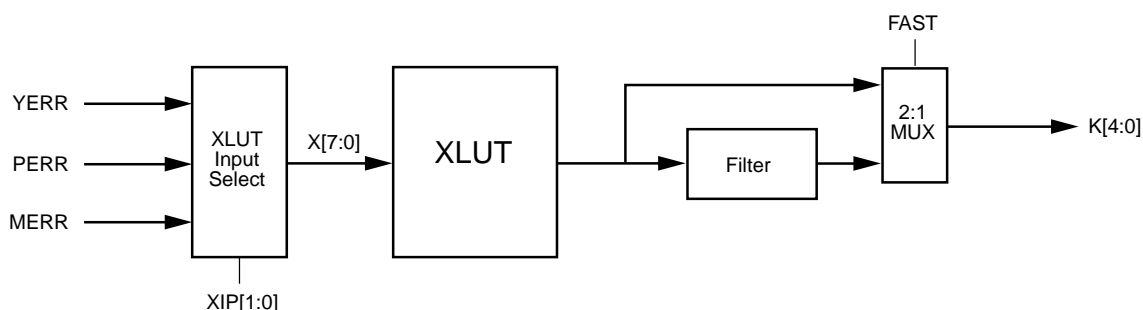 FAST
YERR
PERR
MERR
XLUT
Input
Select
X[7:0]
XLUT
Filter
2:1
MUX
K[4:0]
XIP[1:0]